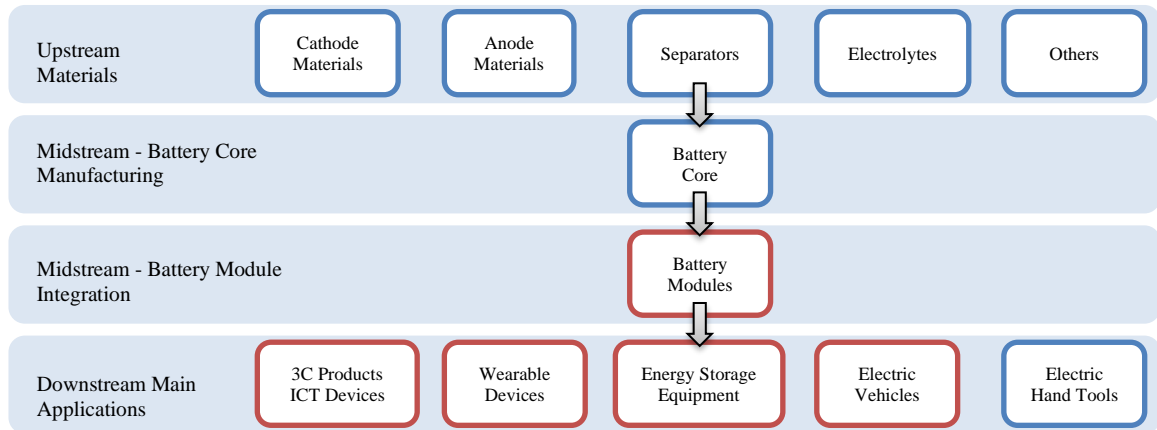 Upstream
Materials
Cathode
Materials
Anode
Materials
Separators
Electrolytes
Others
Midstream - Battery Core
Manufacturing
Battery
Core
Midstream - Battery Module
Integration
Battery
Modules
Downstream Main
Applications
3C Products
ICT Devices
Wearable
Devices
Energy Storage
Equipment
Electric
Vehicles
Electric
Hand Tools